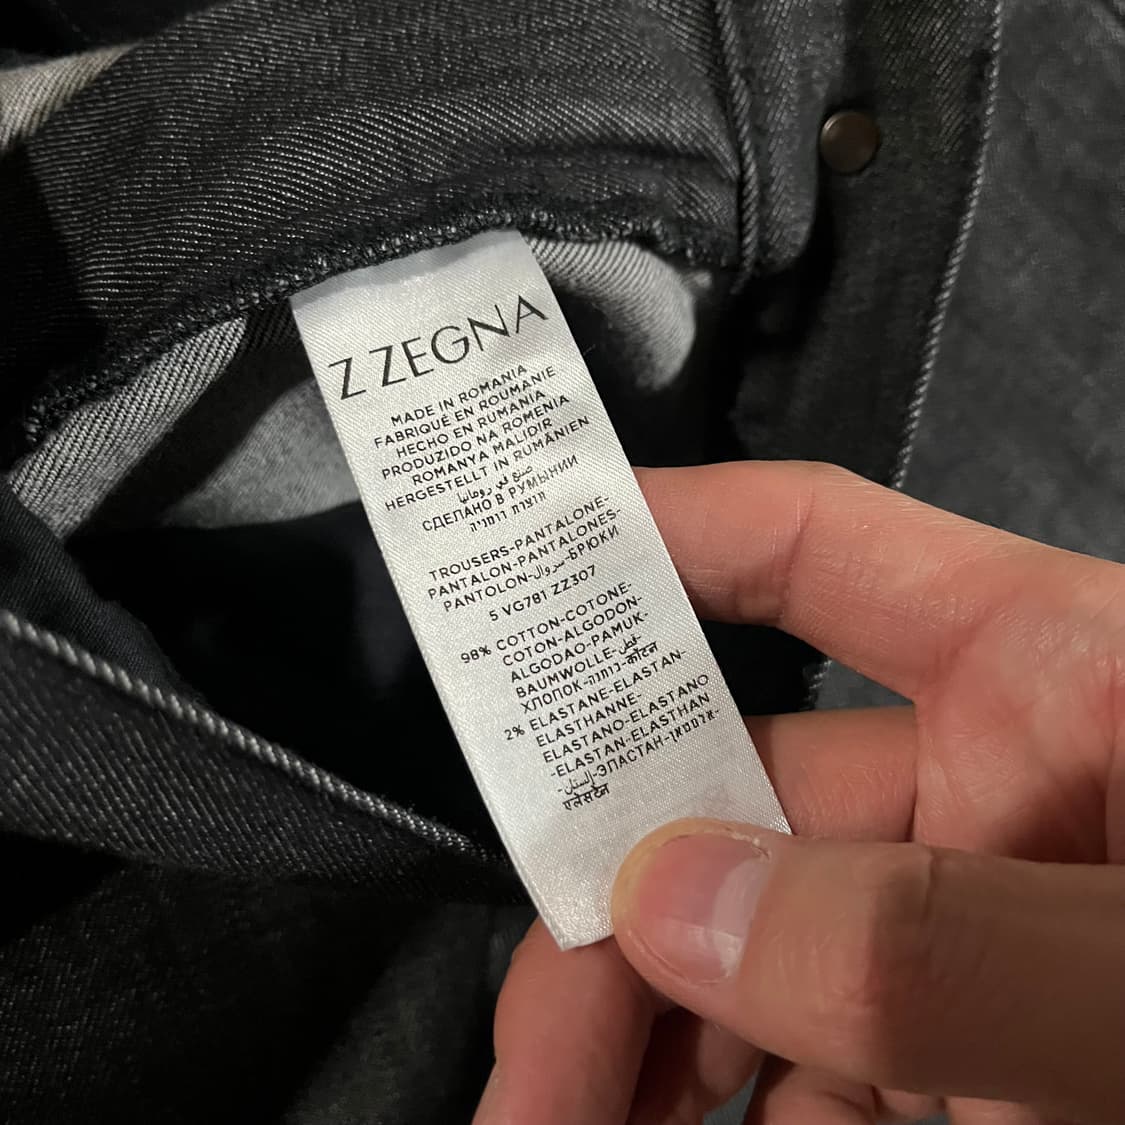 Z ZEGNA
MADE IN ROMANIA
FABRIQUÉ EN ROUMANIE
HECHO EN RUMANIA
PRODUZIDO NA ROMENIA
ROMANYA MALIDIR
HERGESTELLT IN RUMÄNIEN
صنع في رومانيا
СДЕЛАНО В РУМЫНИИ
תוצרת רומניה
TROUSERS-PANTALONE-
PANTALON-PANTALONES-
PANTOLON-سروال-БРЮКИ
5 VG781 ZZ307
98% COTTON-COTONE-
COTON-ALGODON-
ALGODAO-PAMUK-
BAUMWOLLE-قطن-
ХЛОПОК-כותנה-कॉटन
2% ELASTANE-ELASTAN-
ELASTHANNE-
ELASTANO-ELASTANO
-ELASTAN-ELASTHAN
-إلستان-ЭЛАСТАН-אלסטאן-
एलेसटेन